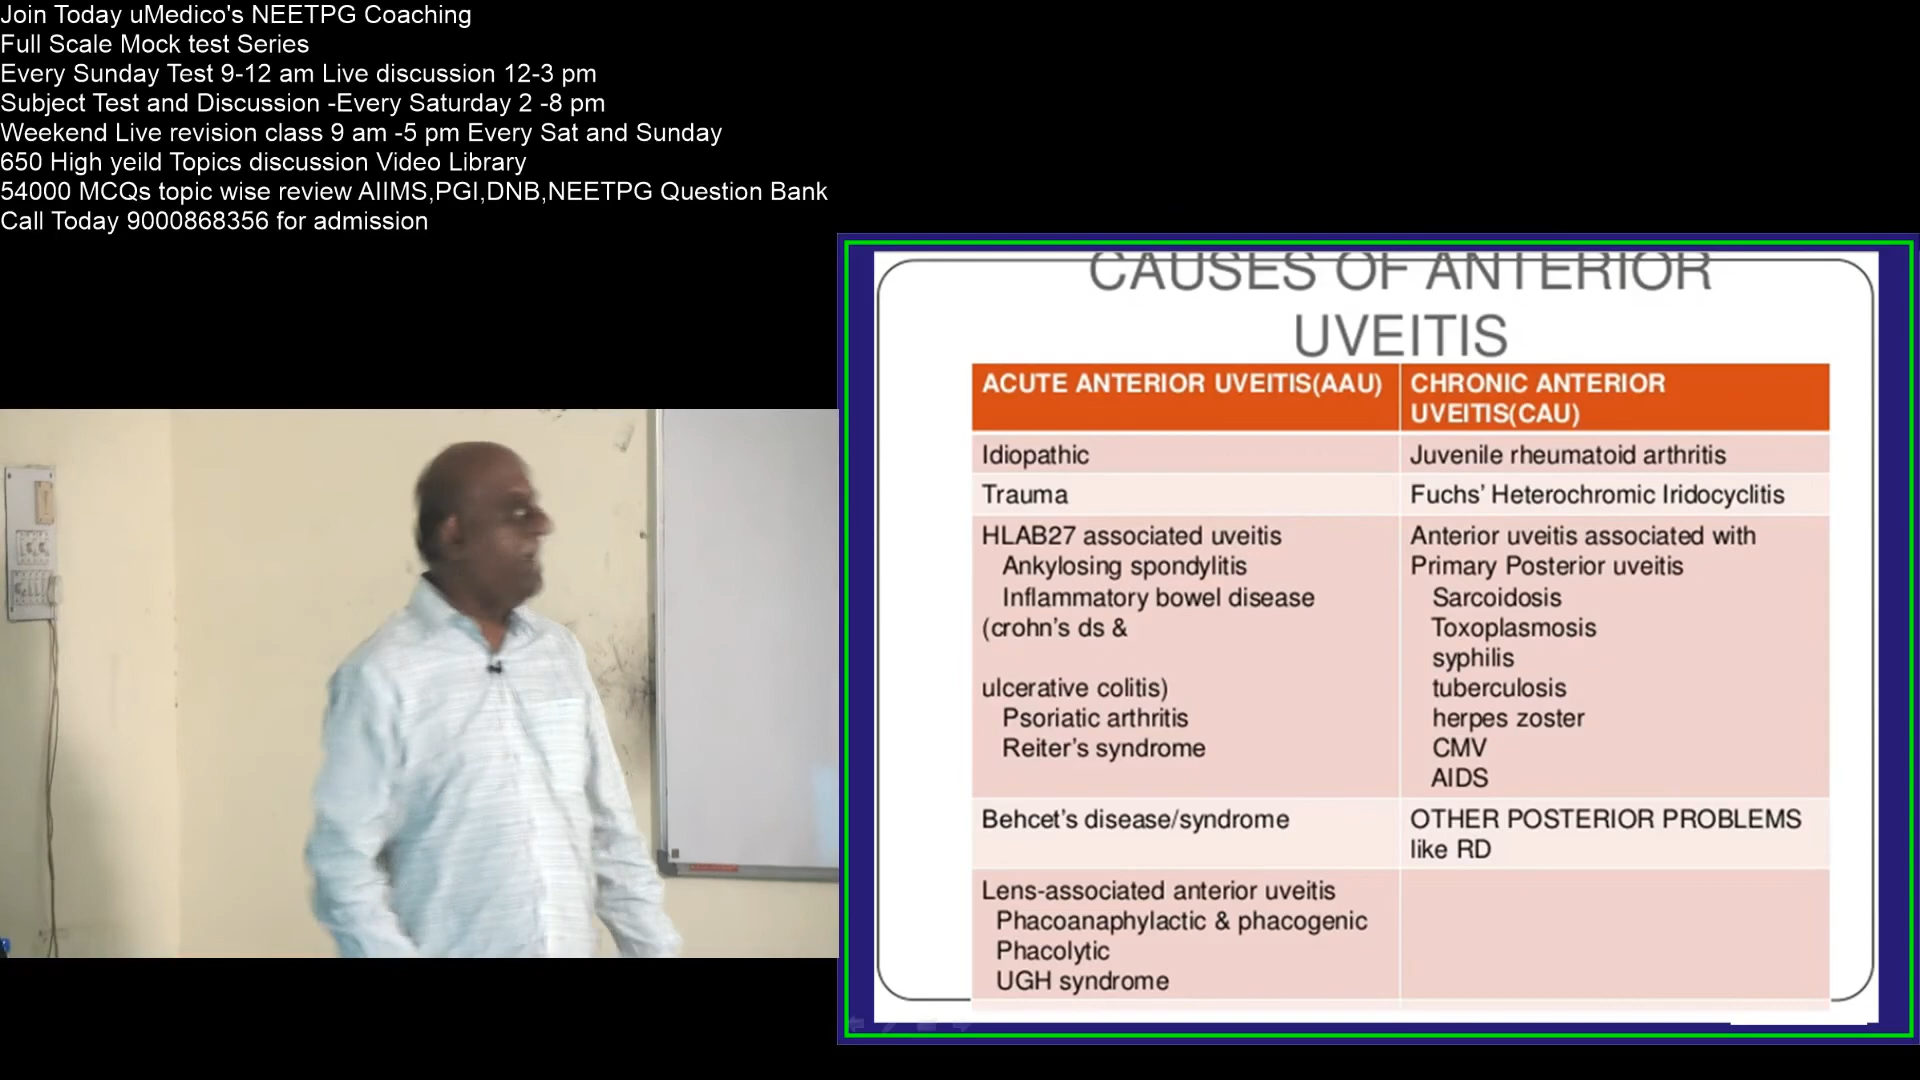 Join Today uMedico's NEETPG Coaching
Full Scale Mock test Series
Every Sunday Test 9-12 am Live discussion 12-3 pm
Subject Test and Discussion -Every Saturday 2 -8 pm
Weekend Live revision class 9 am -5 pm Every Sat and Sunday
650 High yeild Topics discussion Video Library
54000 MCQs topic wise review AIIMS,PGI,DNB,NEETPG Question Bank
Call Today 9000868356 for admission
CAUSES OF ANTERIOR
UVEITIS
ACUTE ANTERIOR UVEITIS(AAU)
CHRONIC ANTERIOR
UVEITIS(CAU)
Idiopathic
Juvenile rheumatoid arthritis
Trauma
Fuchs' Heterochromic Iridocyclitis
HLAB27 associated uveitis
Ankylosing spondylitis
Inflammatory bowel disease
(crohn's ds &
ulcerative colitis)
Psoriatic arthritis
Reiter's syndrome
Anterior uveitis associated with
Primary Posterior uveitis
Sarcoidosis
Toxoplasmosis
syphilis
tuberculosis
herpes zoster
CMV
AIDS
Behcet's disease/syndrome
OTHER POSTERIOR PROBLEMS
like RD
Lens-associated anterior uveitis
Phacoanaphylactic & phacogenic
Phacolytic
UGH syndrome